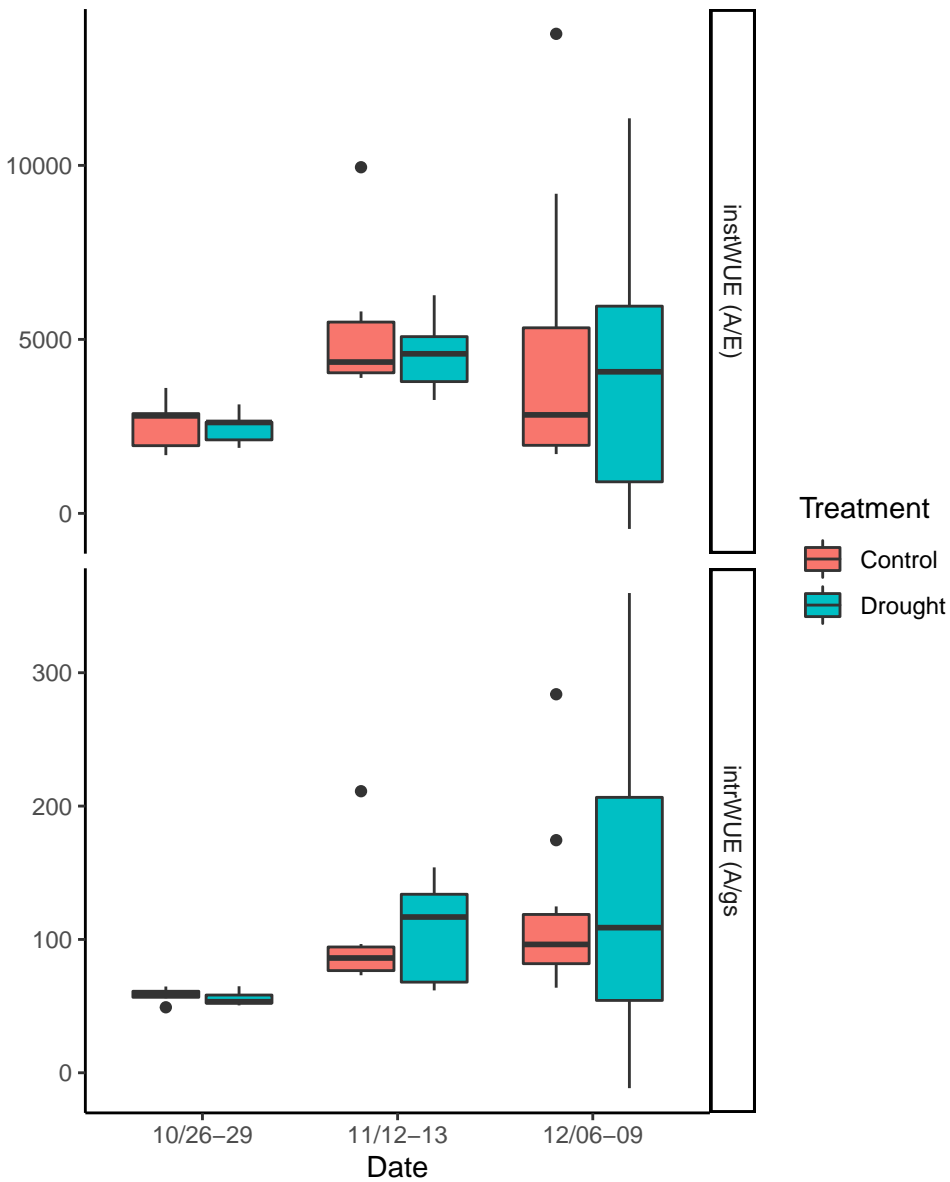 10000
5000
0
instWUE (A/E)
300
200
100
0
intrWUE (A/gs
10/26−29
11/12−13
12/06−09
Date
Treatment
Control
Drought